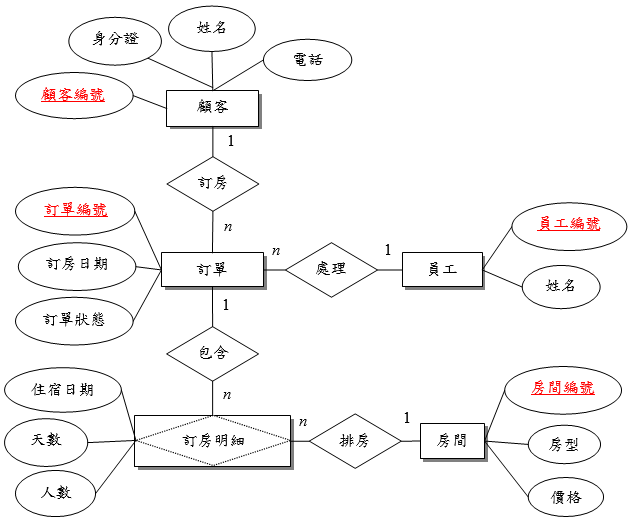 姓名
身分證
電話
顧客編號
顧客
1
訂房
訂單編號
n
員工編號
訂房日期
訂單
n
處理
1
員工
姓名
訂單狀態
1
包含
住宿日期
n
房間編號
天數
訂房明細
n
排房
1
房間
房型
人數
價格